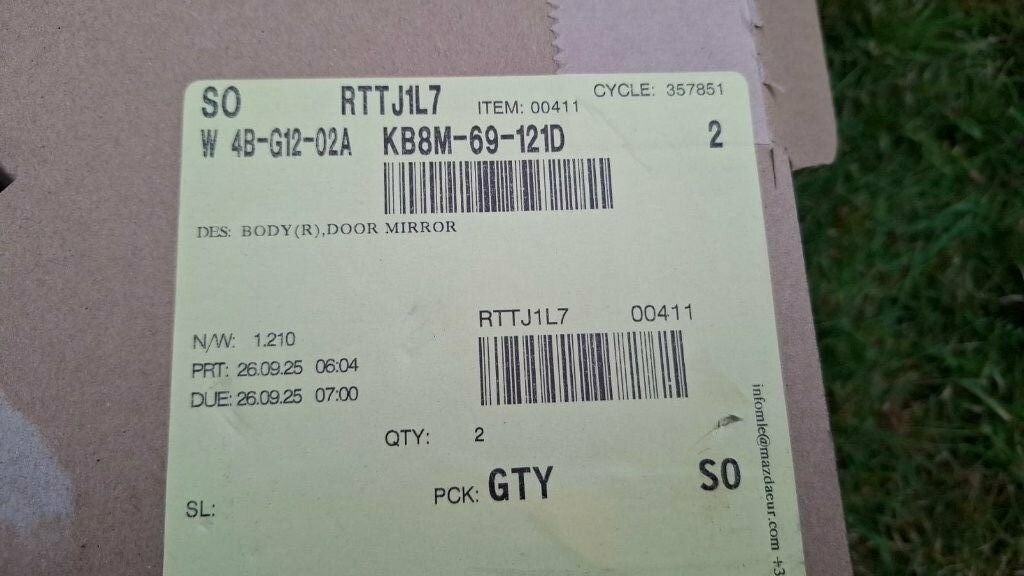 SO RTTJ1L7 ITEM: 00411 CYCLE: 357851
W 4B-G12-02A KB8M-69-121D 2
DES: BODY(R),DOOR MIRROR
RTTJ1L7 00411
N/W: 1.210
PRT: 26.09.25 06:04
DUE: 26.09.25 07:00
QTY: 2
PCK: GTY SO
SL:
infomle@mazdaeur.com +3